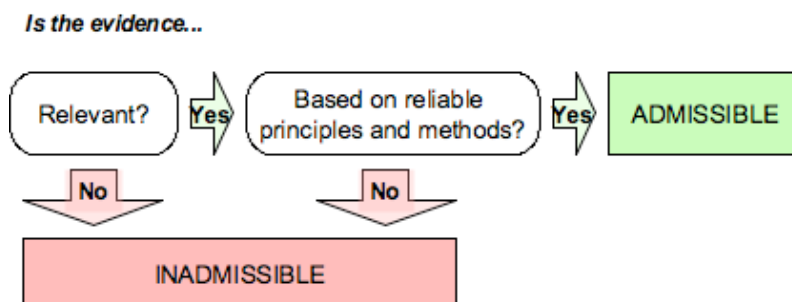 Is the evidence...
Relevant?
Yes
Based on reliable
principles and methods?
Yes
ADMISSIBLE
No
No
INADMISSIBLE